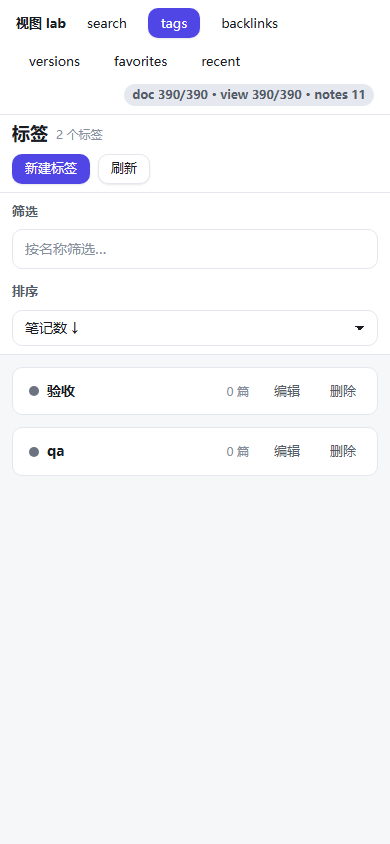 视图 lab search tags backlinks
versions favorites recent
doc 390/390 • view 390/390 • notes 11
标签 2 个标签
新建标签 刷新
筛选
按名称筛选...
排序
笔记数 ↓
验收 0 篇 编辑 删除
qa 0 篇 编辑 删除